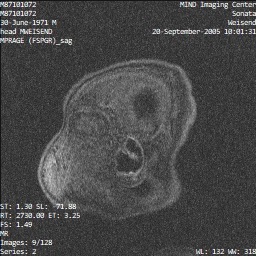 M87101072
M87101072
30-June-1971 M
head MWEISEND
MPRAGE (FSPGR)_sag
MIND Imaging Center
Sonata
Weisend
20-September-2005 10:01:31
ST: 1.30 SL: -71.88
RT: 2730.00 ET: 3.25
FS: 1.49
MR
Images: 9/128
Series: 2
WL: 132 WW: 318